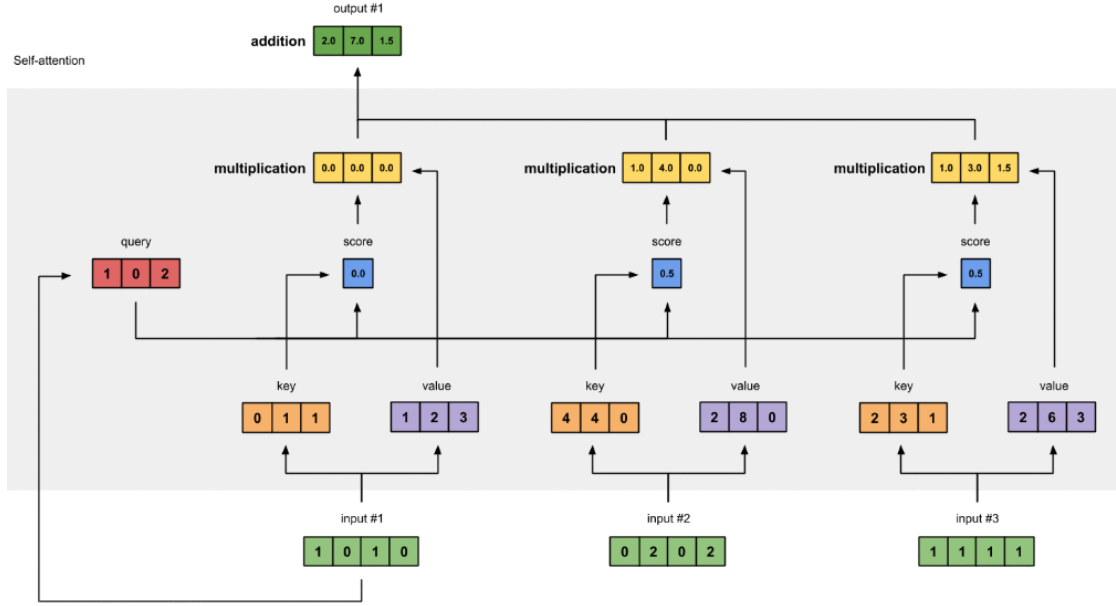 output #1
addition 2.0 7.0 1.5
Self-attention
multiplication 0.0 0.0 0.0 multiplication 1.0 4.0 0.0 multiplication 1.0 3.0 1.5
query score score score
1 0 2 0.0 0.5 0.5
key value key value key value
0 1 1 1 2 3 4 4 0 2 8 0 2 3 1 2 6 3
input #1 input #2 input #3
1 0 1 0 0 2 0 2 1 1 1 1